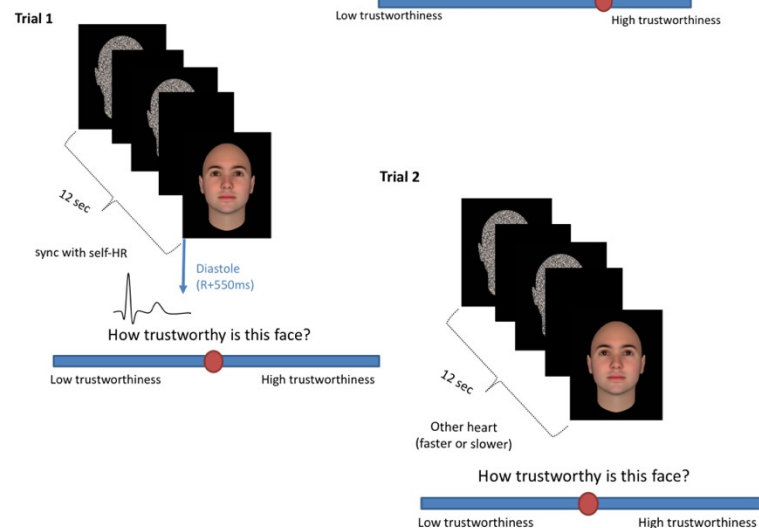 Low trustworthiness
High trustworthiness
Trial 1
12 sec
sync with self-HR
Diastole
(R+550ms)
How trustworthy is this face?
Low trustworthiness
High trustworthiness
Trial 2
12 sec
Other heart
(faster or slower)
How trustworthy is this face?
Low trustworthiness
High trustworthiness